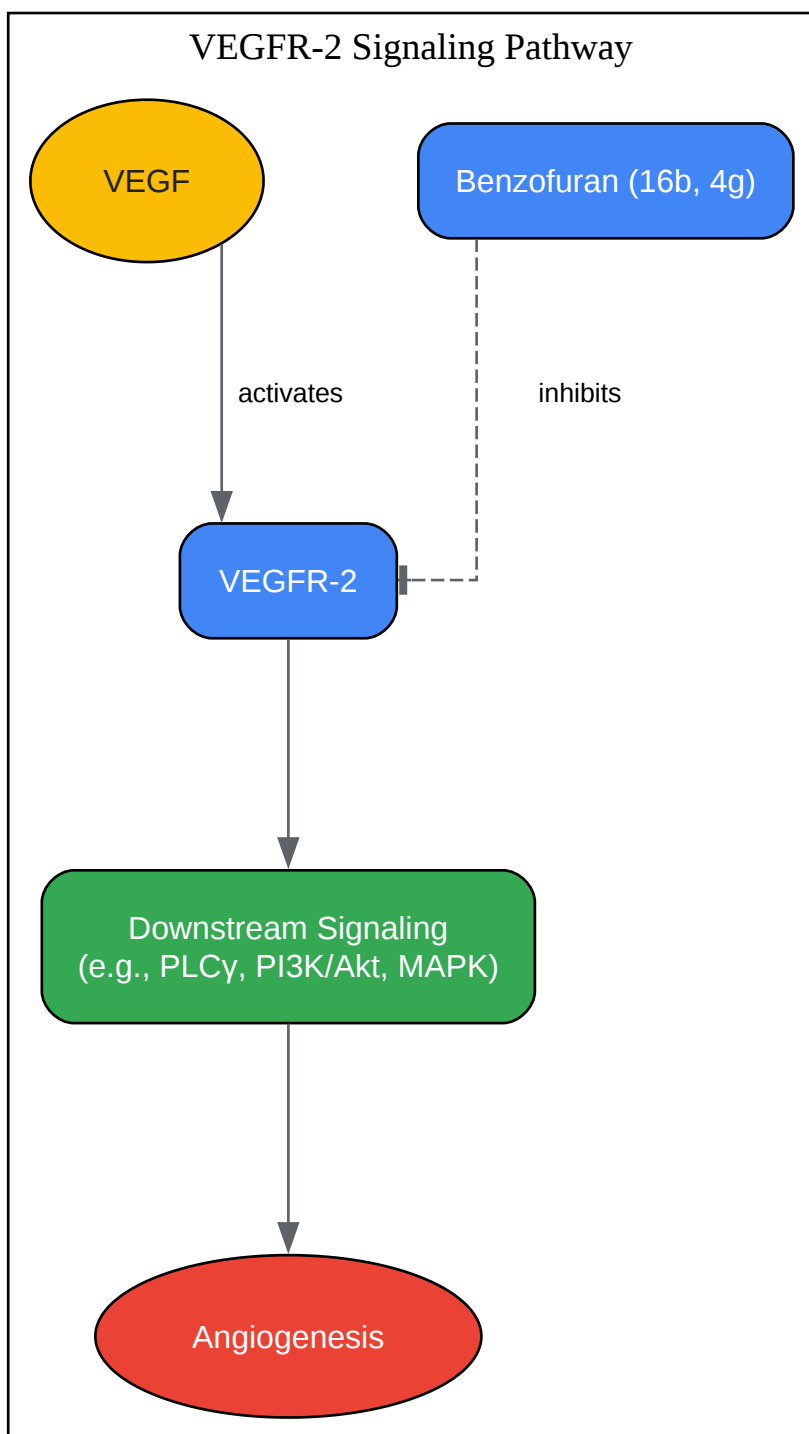 VEGFR-2 Signaling Pathway
VEGF
Benzofuran (16b, 4g)
activates
inhibits
VEGFR-2
Downstream Signaling
(e.g., PLCγ, PI3K/Akt, MAPK)
Angiogenesis